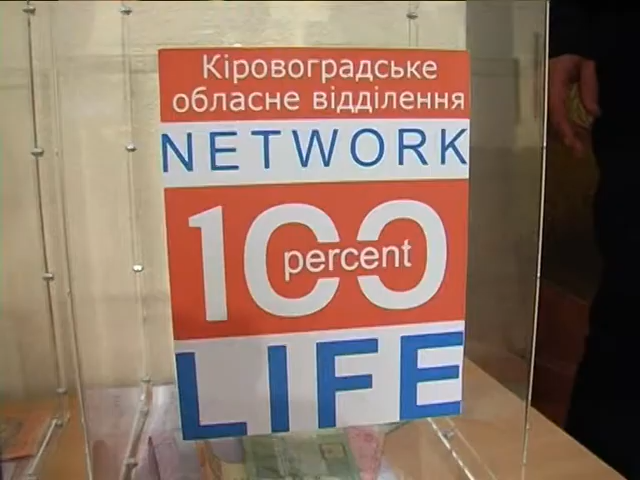 Кіровоградське
обласне відділення
NETWORK
100
percent
LIFE